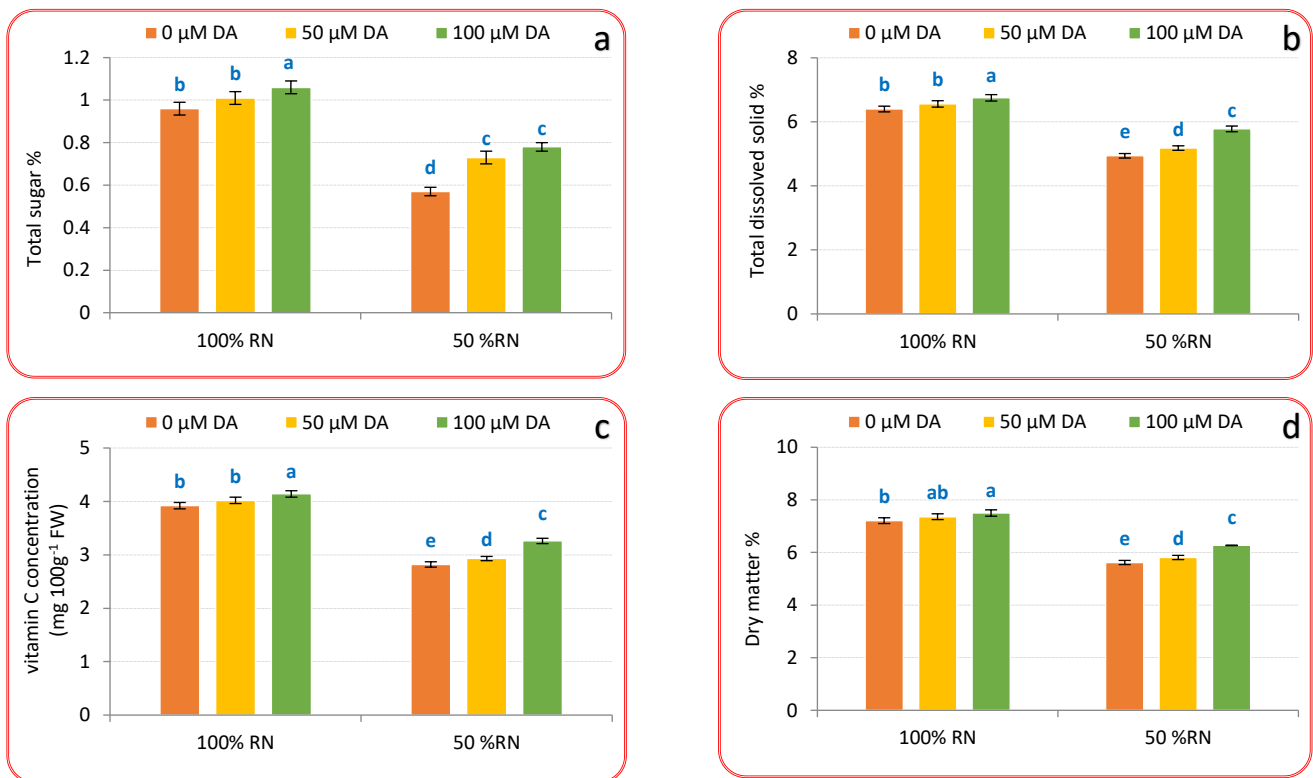 0 µM DA 50 µM DA 100 µM DA
a
1.2
1
0.8
0.6
0.4
0.2
0
Total sugar %
b b a
d c c
100% RN 50 %RN
0 µM DA 50 µM DA 100 µM DA
b
8
6
4
2
0
Total dissolved solid %
b b a
e d c
100% RN 50 %RN
0 µM DA 50 µM DA 100 µM DA
c
5
4
3
2
1
0
vitamin C concentration
(mg 100g⁻¹ FW)
b b a
e d c
100% RN 50 %RN
0 µM DA 50 µM DA 100 µM DA
d
10
8
6
4
2
0
Dry matter %
b ab a
e d c
100% RN 50 %RN